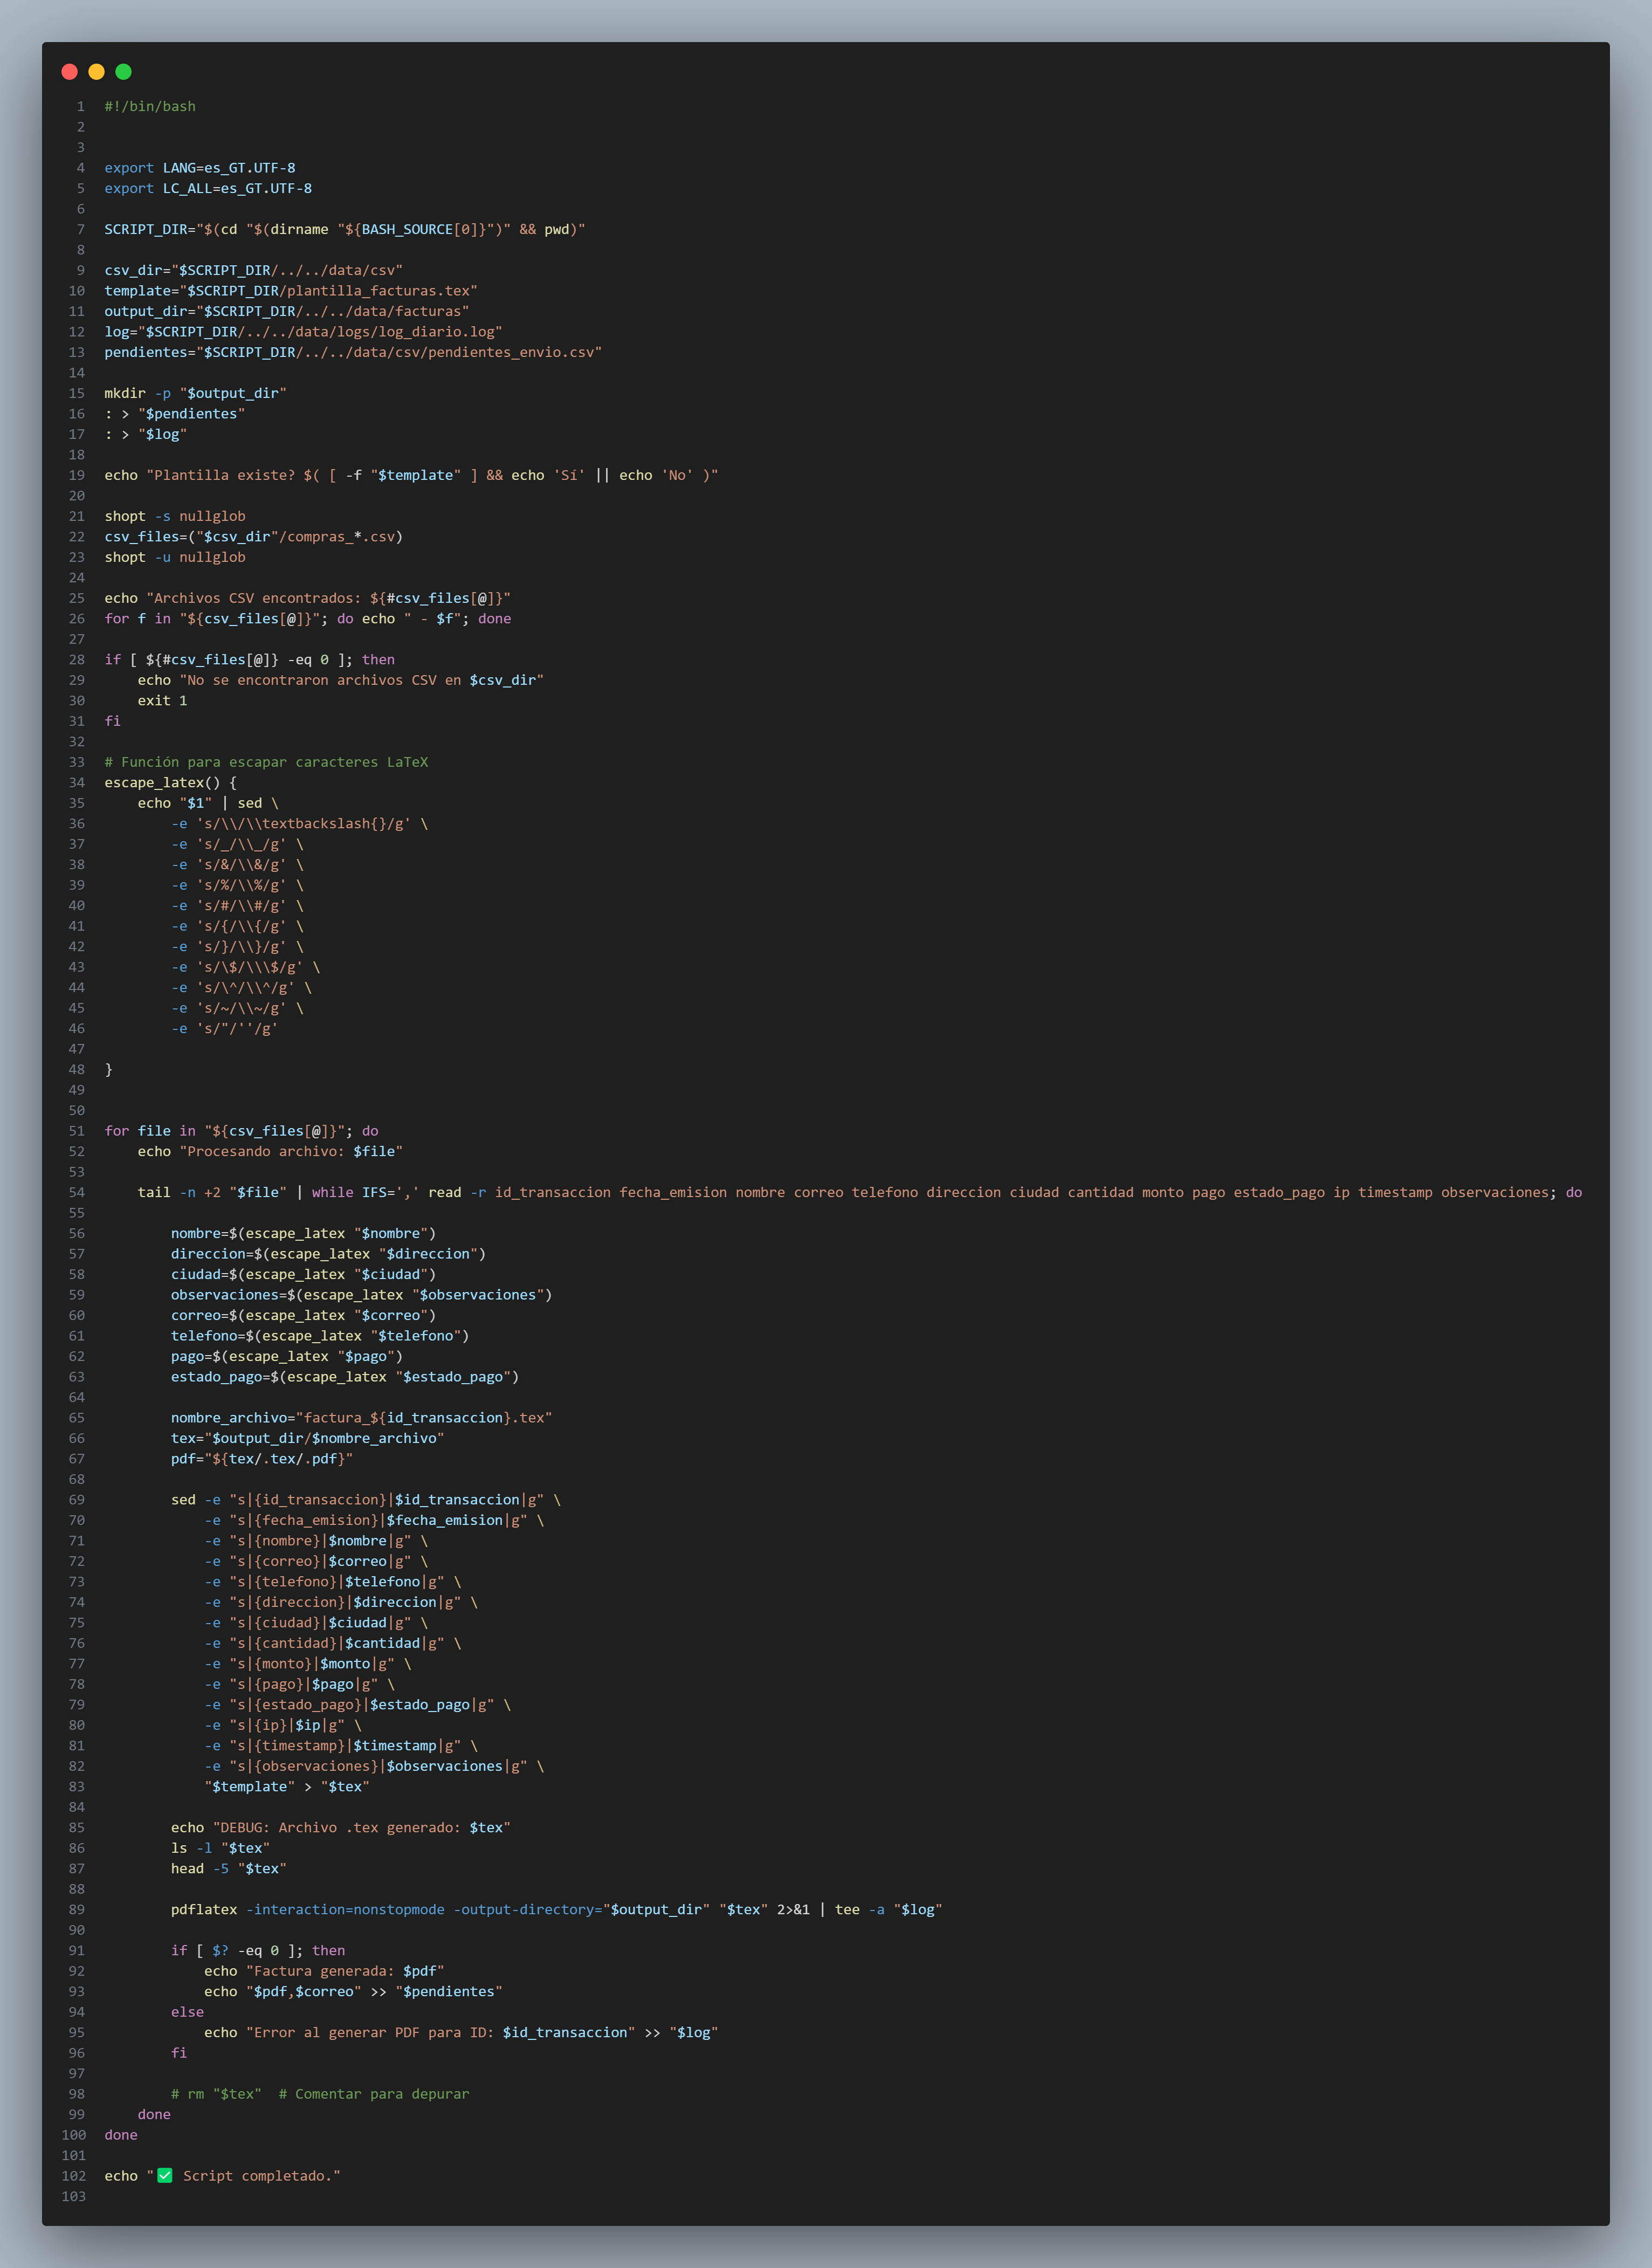 1 #!/bin/bash
2
3
4 export LANG=es_GT.UTF-8
5 export LC_ALL=es_GT.UTF-8
6
7 SCRIPT_DIR="$(cd "$(dirname "${BASH_SOURCE[0]}")" && pwd)"
8
9 csv_dir="$SCRIPT_DIR/../../data/csv"
10 template="$SCRIPT_DIR/plantilla_facturas.tex"
11 output_dir="$SCRIPT_DIR/../../data/facturas"
12 log="$SCRIPT_DIR/../../data/logs/log_diario.log"
13 pendientes="$SCRIPT_DIR/../../data/csv/pendientes_envio.csv"
14
15 mkdir -p "$output_dir"
16 : > "$pendientes"
17 : > "$log"
18
19 echo "Plantilla existe? $( [ -f "$template" ] && echo 'Sí' || echo 'No' )"
20
21 shopt -s nullglob
22 csv_files=("$csv_dir"/compras_*.csv)
23 shopt -u nullglob
24
25 echo "Archivos CSV encontrados: ${#csv_files[@]}"
26 for f in "${csv_files[@]}"; do echo " - $f"; done
27
28 if [ ${#csv_files[@]} -eq 0 ]; then
29     echo "No se encontraron archivos CSV en $csv_dir"
30     exit 1
31 fi
32
33 # Función para escapar caracteres LaTeX
34 escape_latex() {
35     echo "$1" | sed \
36         -e 's/\\/\\textbackslash{}/g' \
37         -e 's/_/\\_/g' \
38         -e 's/&/\\&/g' \
39         -e 's/%/\\%/g' \
40         -e 's/#/\\#/g' \
41         -e 's/{/\\{/g' \
42         -e 's/}/\\}/g' \
43         -e 's/\$/\\\$/g' \
44         -e 's/\^/\\^/g' \
45         -e 's/~/\\~/g' \
46         -e 's/"/''/g'
47
48 }
49
50
51 for file in "${csv_files[@]}"; do
52     echo "Procesando archivo: $file"
53
54     tail -n +2 "$file" | while IFS=',' read -r id_transaccion fecha_emision nombre correo telefono direccion ciudad cantidad monto pago estado_pago ip timestamp observaciones; do
55
56         nombre=$(escape_latex "$nombre")
57         direccion=$(escape_latex "$direccion")
58         ciudad=$(escape_latex "$ciudad")
59         observaciones=$(escape_latex "$observaciones")
60         correo=$(escape_latex "$correo")
61         telefono=$(escape_latex "$telefono")
62         pago=$(escape_latex "$pago")
63         estado_pago=$(escape_latex "$estado_pago")
64
65         nombre_archivo="factura_${id_transaccion}.tex"
66         tex="$output_dir/$nombre_archivo"
67         pdf="${tex/.tex/.pdf}"
68
69         sed -e "s|{id_transaccion}|$id_transaccion|g" \
70             -e "s|{fecha_emision}|$fecha_emision|g" \
71             -e "s|{nombre}|$nombre|g" \
72             -e "s|{correo}|$correo|g" \
73             -e "s|{telefono}|$telefono|g" \
74             -e "s|{direccion}|$direccion|g" \
75             -e "s|{ciudad}|$ciudad|g" \
76             -e "s|{cantidad}|$cantidad|g" \
77             -e "s|{monto}|$monto|g" \
78             -e "s|{pago}|$pago|g" \
79             -e "s|{estado_pago}|$estado_pago|g" \
80             -e "s|{ip}|$ip|g" \
81             -e "s|{timestamp}|$timestamp|g" \
82             -e "s|{observaciones}|$observaciones|g" \
83             "$template" > "$tex"
84
85         echo "DEBUG: Archivo .tex generado: $tex"
86         ls -l "$tex"
87         head -5 "$tex"
88
89         pdflatex -interaction=nonstopmode -output-directory="$output_dir" "$tex" 2>&1 | tee -a "$log"
90
91         if [ $? -eq 0 ]; then
92             echo "Factura generada: $pdf"
93             echo "$pdf,$correo" >> "$pendientes"
94         else
95             echo "Error al generar PDF para ID: $id_transaccion" >> "$log"
96         fi
97
98         # rm "$tex"  # Comentar para depurar
99     done
100 done
101
102 echo "✅ Script completado."
103